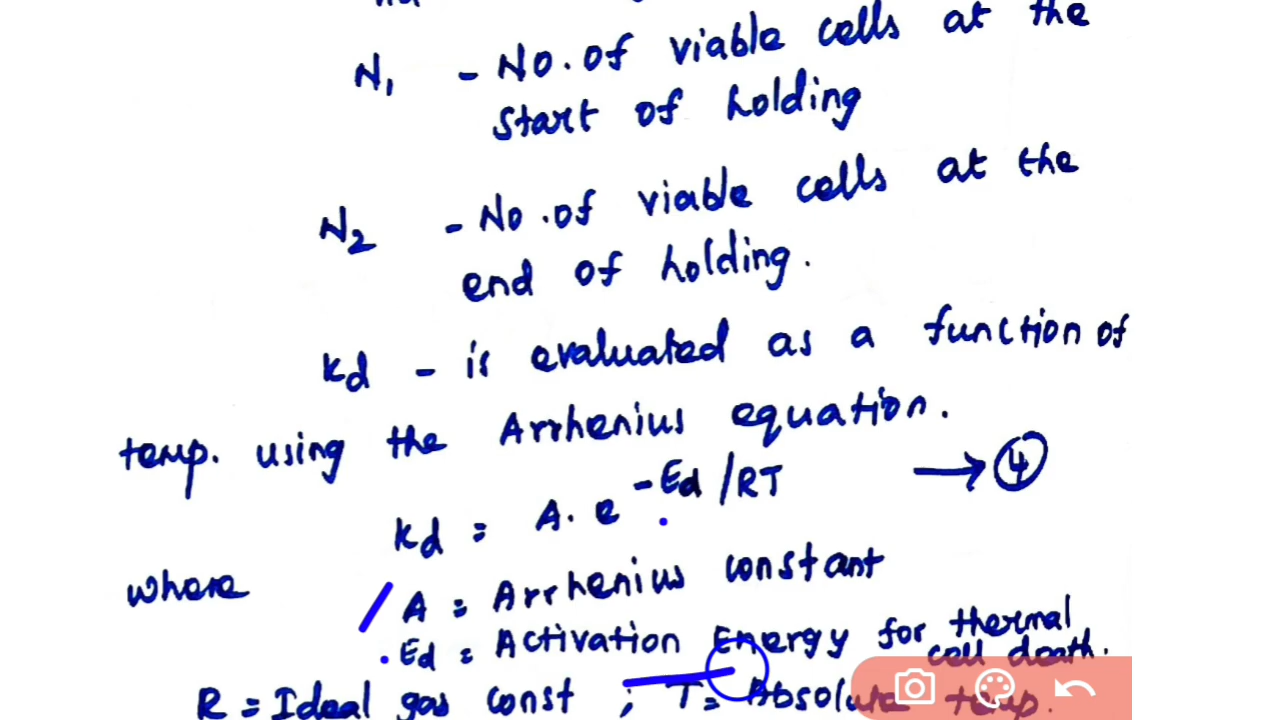 N₁ - No. of viable cells at the
start of holding
N₂ - No. of viable cells at the
end of holding.
kd - is evaluated as a function of
temp. using the Arrhenius equation.
kd = A. e^-Ed/RT → ④
where
A = Arrhenius constant
Ed = Activation Energy for thermal
cell death.
R = Ideal gas const ; T = Absolute temp.